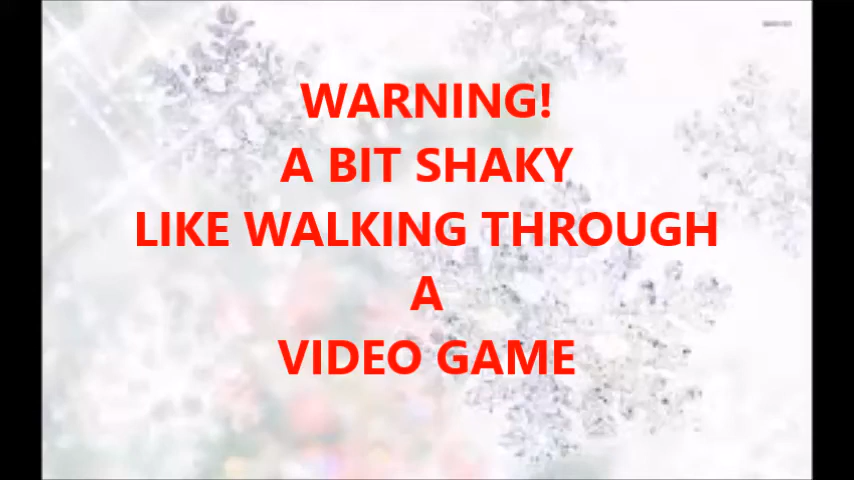 WARNING!
A BIT SHAKY
LIKE WALKING THROUGH
A
VIDEO GAME